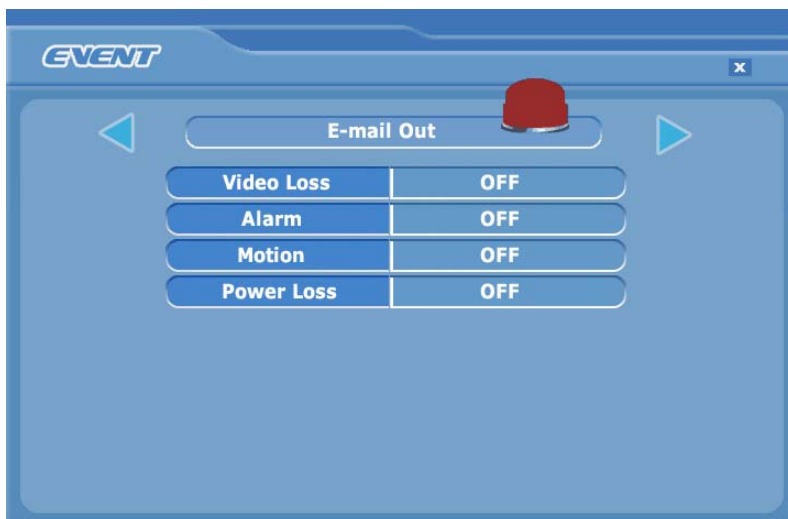 EVENT
x
E-mail Out
Video Loss OFF
Alarm OFF
Motion OFF
Power Loss OFF